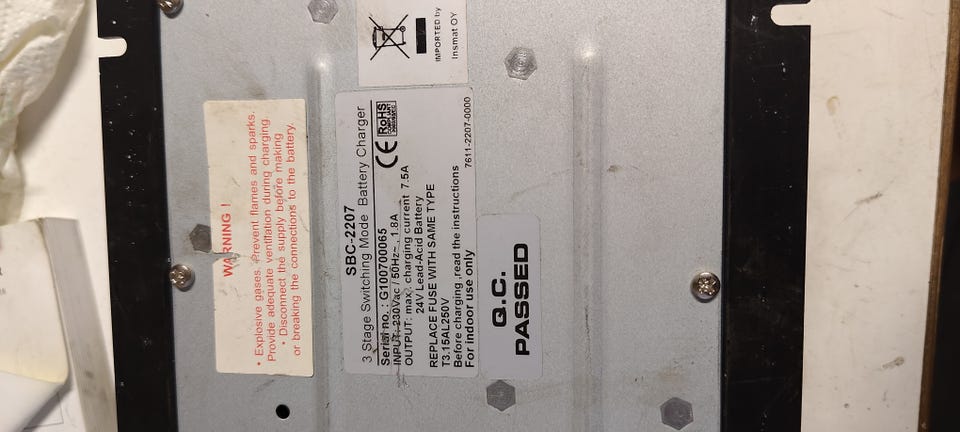 WARNING !
• Explosive gases. Prevent flames and sparks.
Provide adequate ventilation during charging.
• Disconnect the supply before making
or breaking the connections to the battery.
IMPORTED by
Insmat OY
SBC-2207
3 Stage Switching Mode Battery Charger
Serial no. : G100700065
INPUT: 230Vac / 50Hz~, 1.8A
OUTPUT: max. charging current 7.5A
24V Lead-Acid Battery
REPLACE FUSE WITH SAME TYPE
T3.15AL250V
Before charging ,read the instructions
For indoor use only
7611-2207-0000
CE
RoHS
COMPLIANT
Q.C.
PASSED